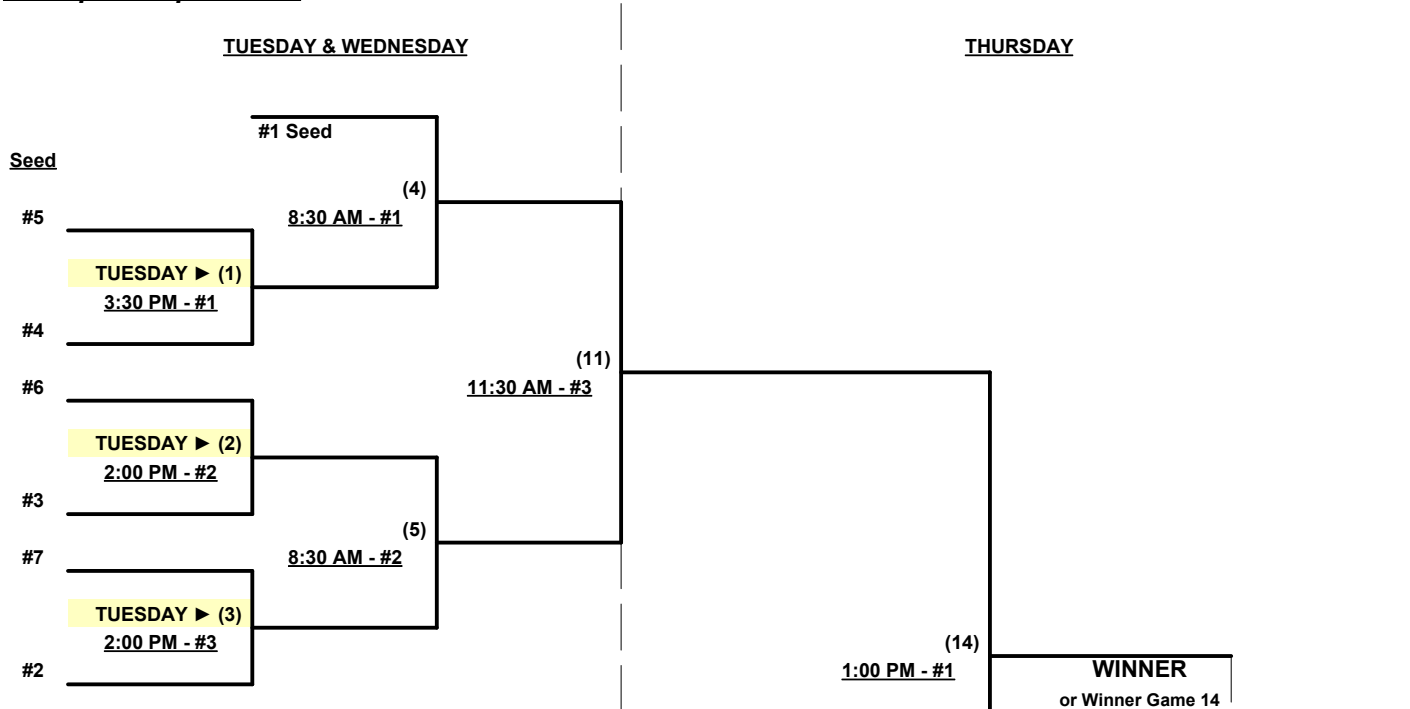 TUESDAY & WEDNESDAY
THURSDAY
#1 Seed
Seed
(4)
#5
8:30 AM - #1
TUESDAY ► (1)
3:30 PM - #1
#4
(11)
#6
11:30 AM - #3
TUESDAY ► (2)
2:00 PM - #2
#3
(5)
#7
8:30 AM - #2
TUESDAY ► (3)
2:00 PM - #3
(14)
#2
1:00 PM - #1
WINNER
or Winner Game 14